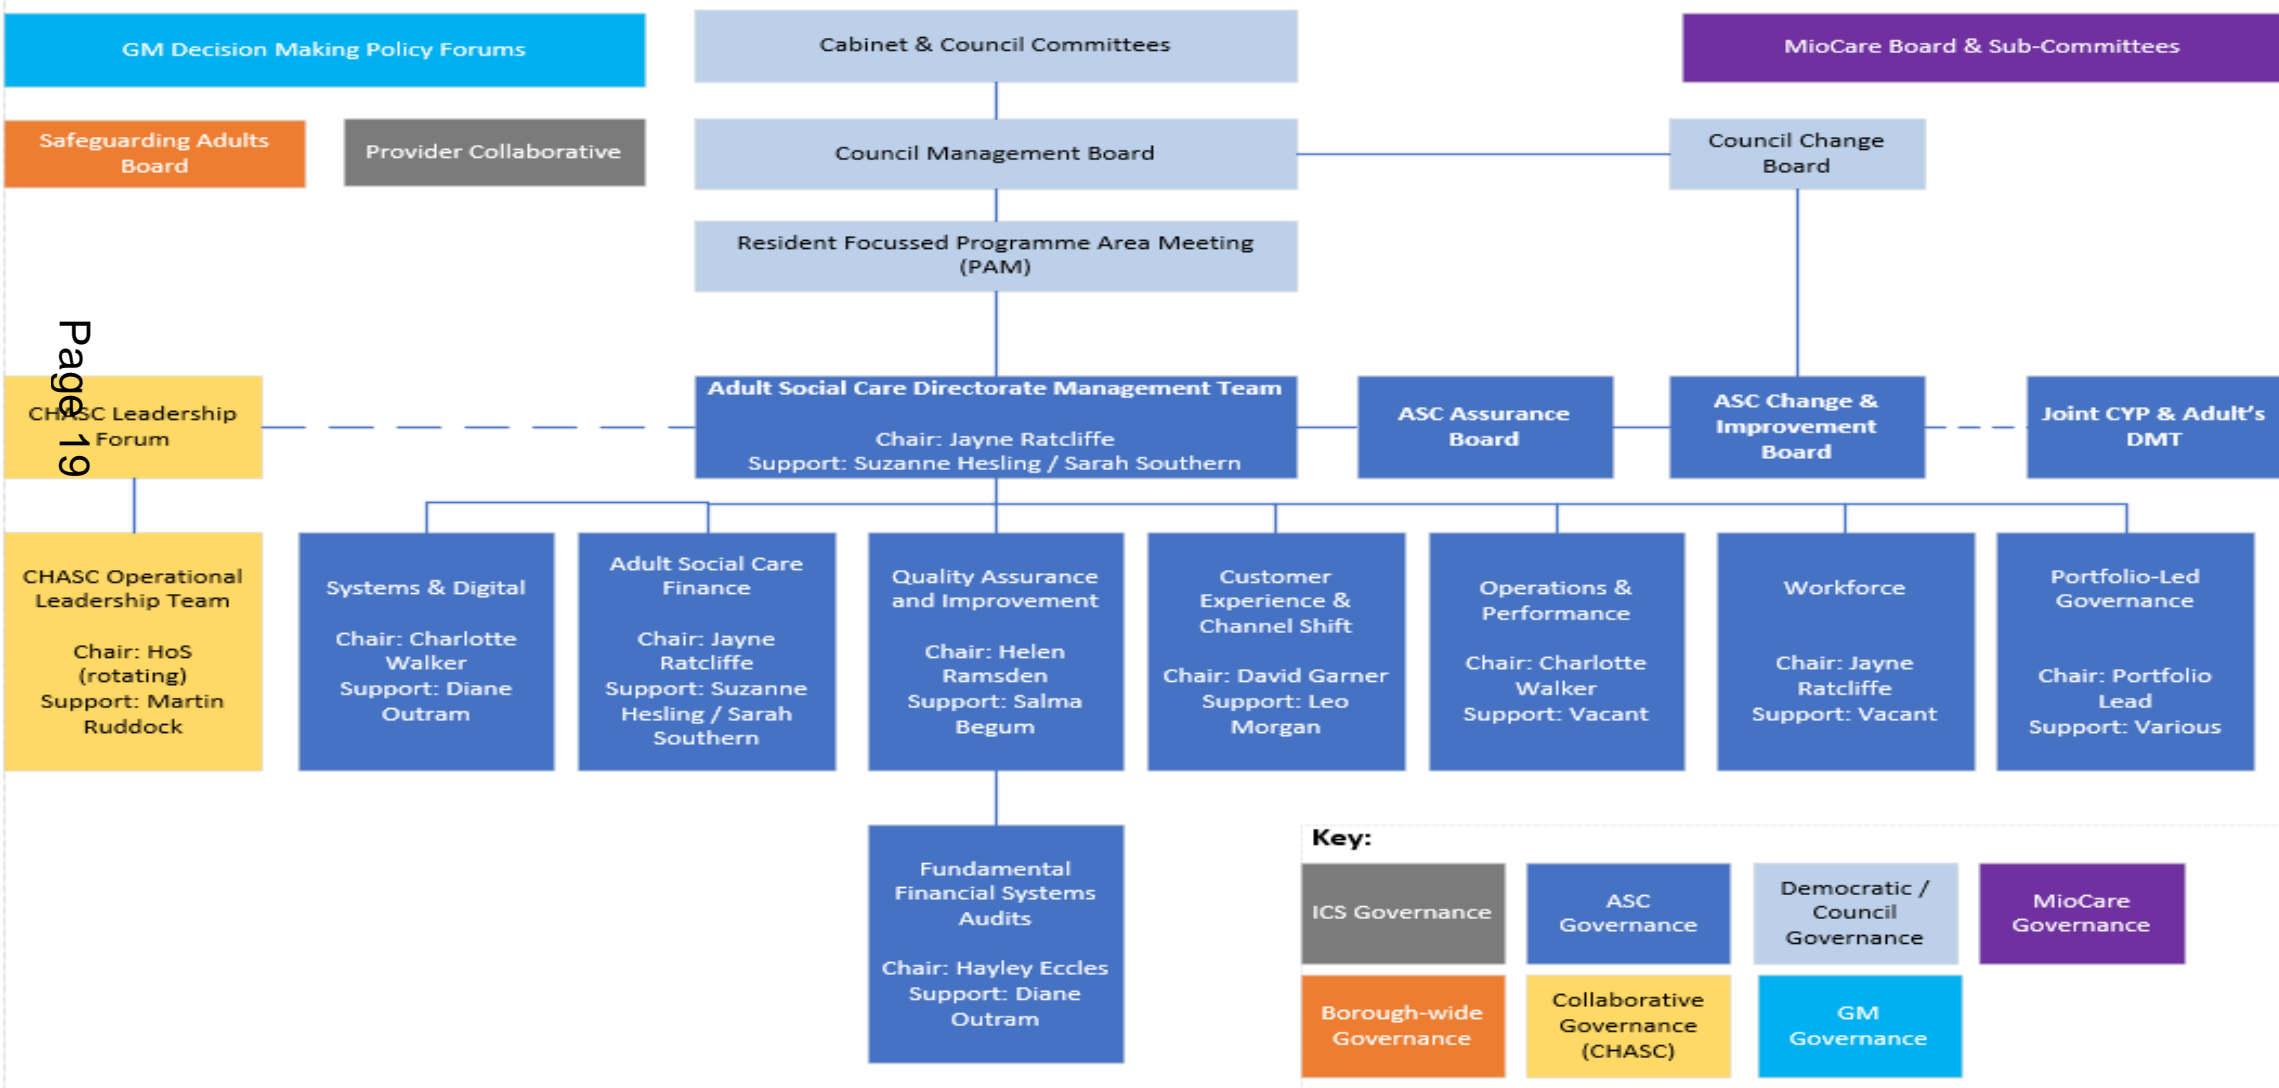 GM Decision Making Policy Forums
Cabinet & Council Committees
MioCare Board & Sub-Committees
Safeguarding Adults
Board
Provider Collaborative
Council Management Board
Council Change
Board
Resident Focussed Programme Area Meeting
(PAM)
Page 19
CHASC Leadership
Forum
Adult Social Care Directorate Management Team
Chair: Jayne Ratcliffe
Support: Suzanne Hesling / Sarah Southern
ASC Assurance
Board
ASC Change &
Improvement
Board
Joint CYP & Adult’s
DMT
CHASC Operational
Leadership Team
Chair: HoS
(rotating)
Support: Martin
Ruddock
Systems & Digital
Chair: Charlotte
Walker
Support: Diane
Outram
Adult Social Care
Finance
Chair: Jayne
Ratcliffe
Support: Suzanne
Hesling / Sarah
Southern
Quality Assurance
and Improvement
Chair: Helen
Ramsden
Support: Salma
Begum
Customer
Experience &
Channel Shift
Chair: David Garner
Support: Leo
Morgan
Operations &
Performance
Chair: Charlotte
Walker
Support: Vacant
Workforce
Chair: Jayne
Ratcliffe
Support: Vacant
Portfolio-Led
Governance
Chair: Portfolio
Lead
Support: Various
Fundamental
Financial Systems
Audits
Chair: Hayley Eccles
Support: Diane
Outram
Key:
ICS Governance
ASC
Governance
Democratic /
Council
Governance
MioCare
Governance
Borough-wide
Governance
Collaborative
Governance
(CHASC)
GM
Governance